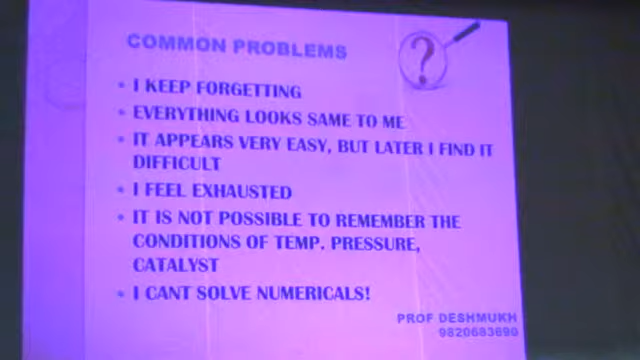 COMMON PROBLEMS
?
• I KEEP FORGETTING
• EVERYTHING LOOKS SAME TO ME
• IT APPEARS VERY EASY, BUT LATER I FIND IT
DIFFICULT
• I FEEL EXHAUSTED
• IT IS NOT POSSIBLE TO REMEMBER THE
CONDITIONS OF TEMP. PRESSURE,
CATALYST
• I CANT SOLVE NUMERICALS!
PROF DESHMUKH
9820683690